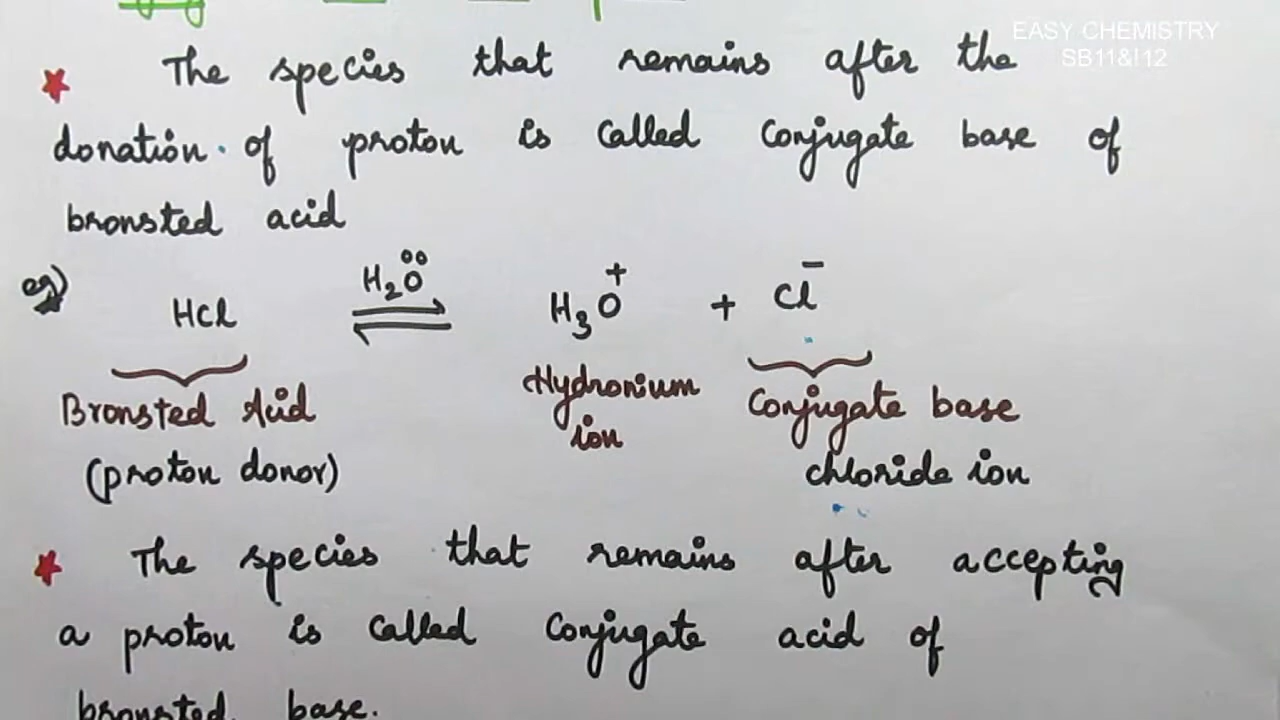 EASY CHEMISTRY
SB11&I12
The species that remains after the
donation of proton is called conjugate base of
bronsted acid
eg)
HCl ⇌ H₃O⁺ + Cl⁻
H₂O
Bronsted Acid
(proton donor)
Hydronium
ion
Conjugate base
chloride ion
The species that remains after accepting
a proton is called conjugate acid of
bronsted base.